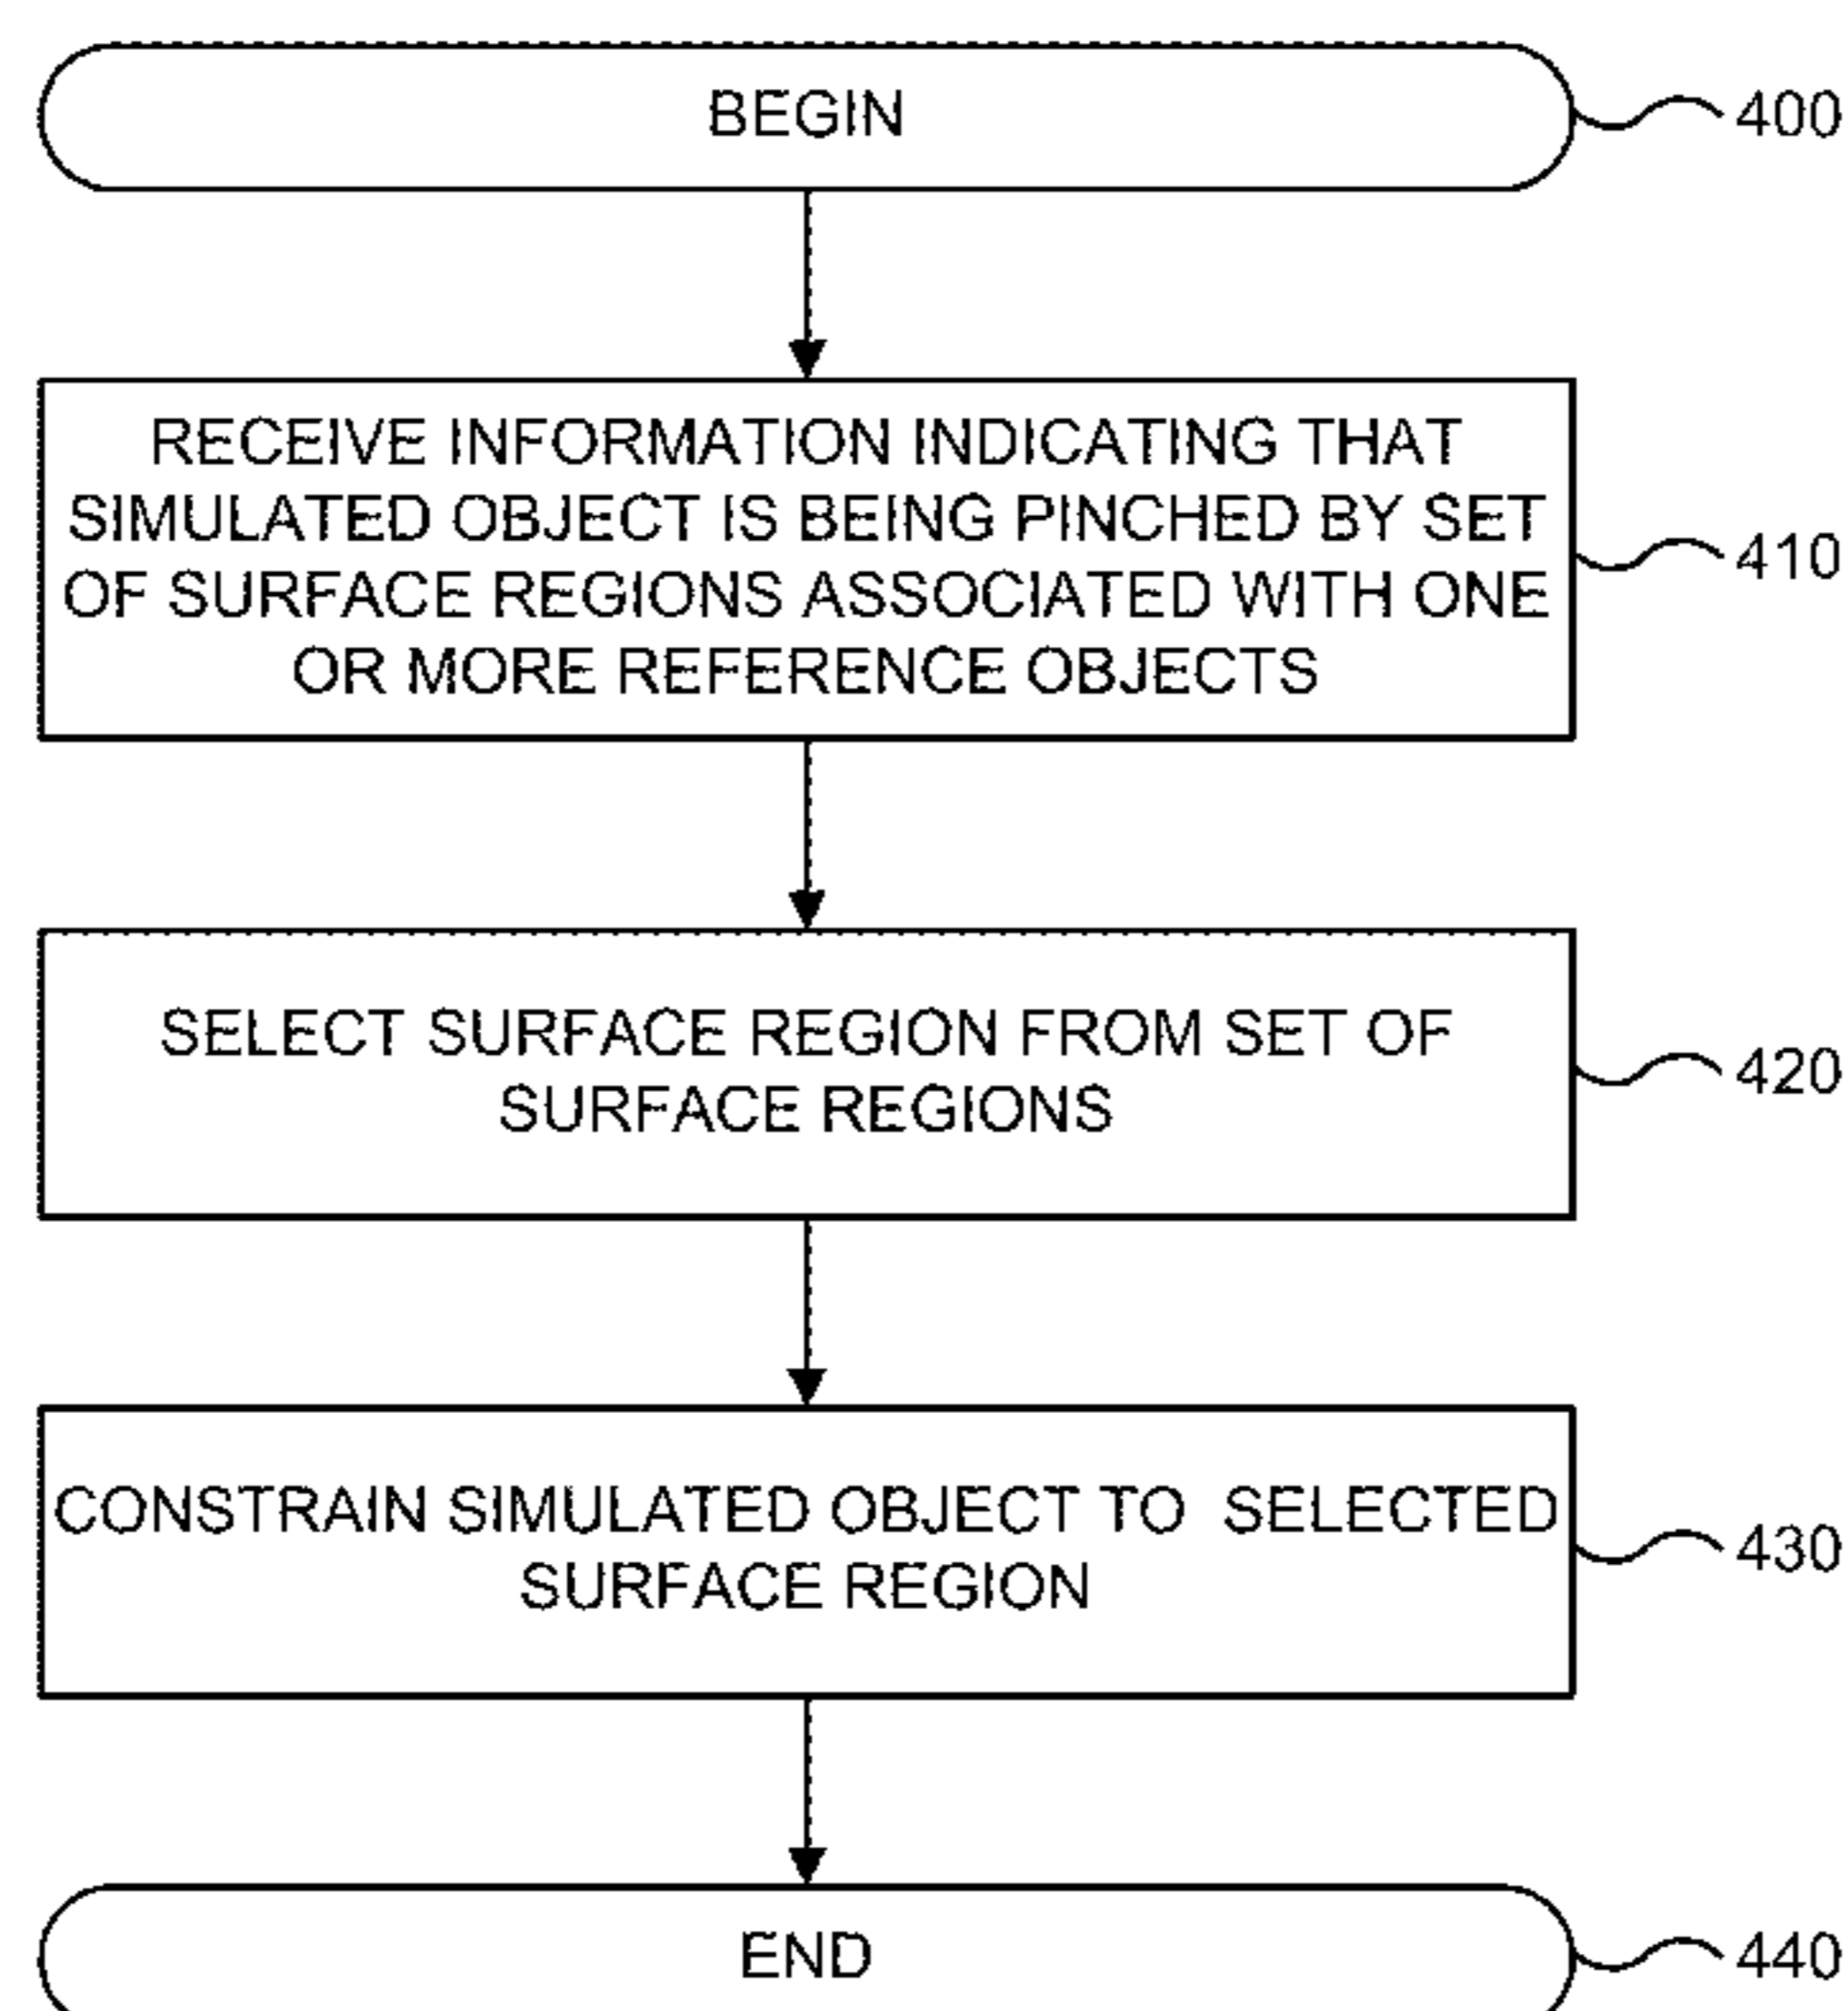 BEGIN
400
RECEIVE INFORMATION INDICATING THAT
SIMULATED OBJECT IS BEING PINCHED BY SET
OF SURFACE REGIONS ASSOCIATED WITH ONE
OR MORE REFERENCE OBJECTS
410
SELECT SURFACE REGION FROM SET OF
SURFACE REGIONS
420
CONSTRAIN SIMULATED OBJECT TO SELECTED
SURFACE REGION
430
END
440